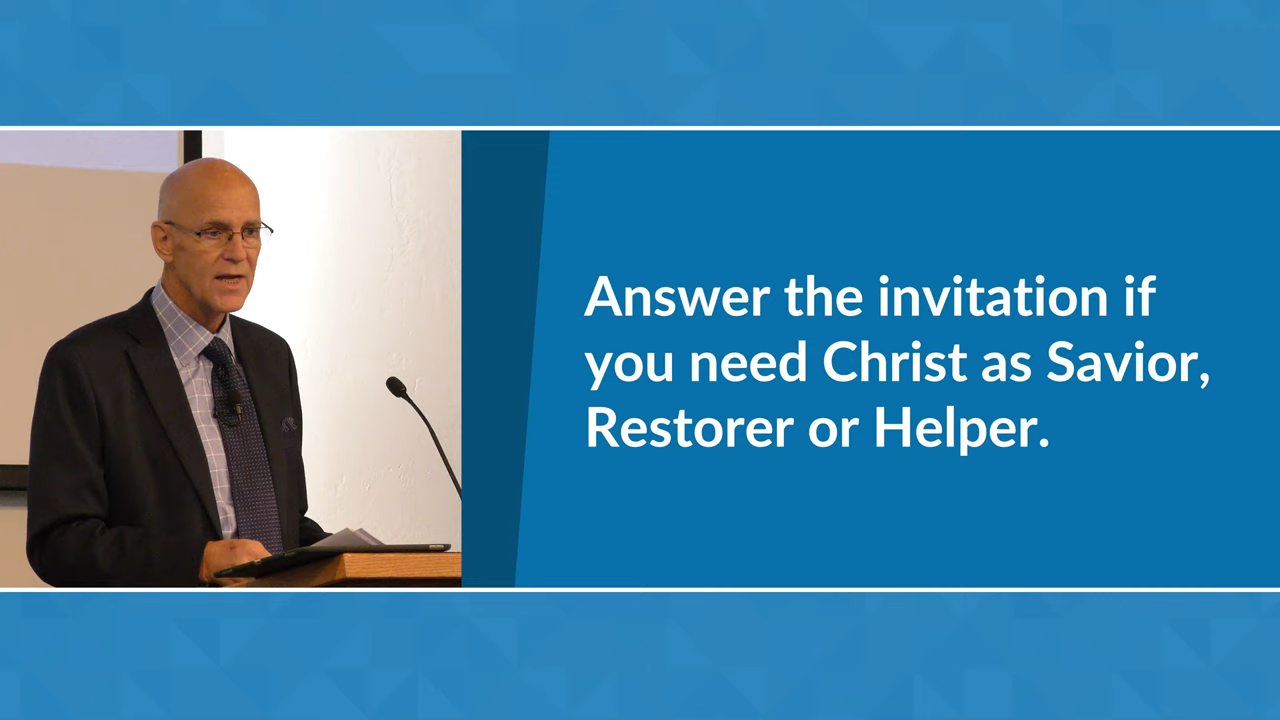 Answer the invitation if
you need Christ as Savior,
Restorer or Helper.